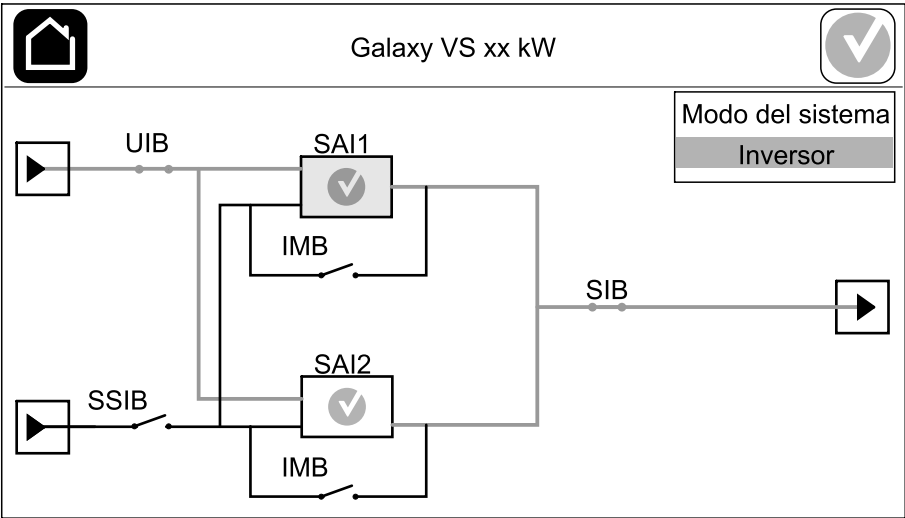 Galaxy VS xx kW
Modo del sistema
Inversor
UIB
SAI1
IMB
SIB
SAI2
SSIB
IMB